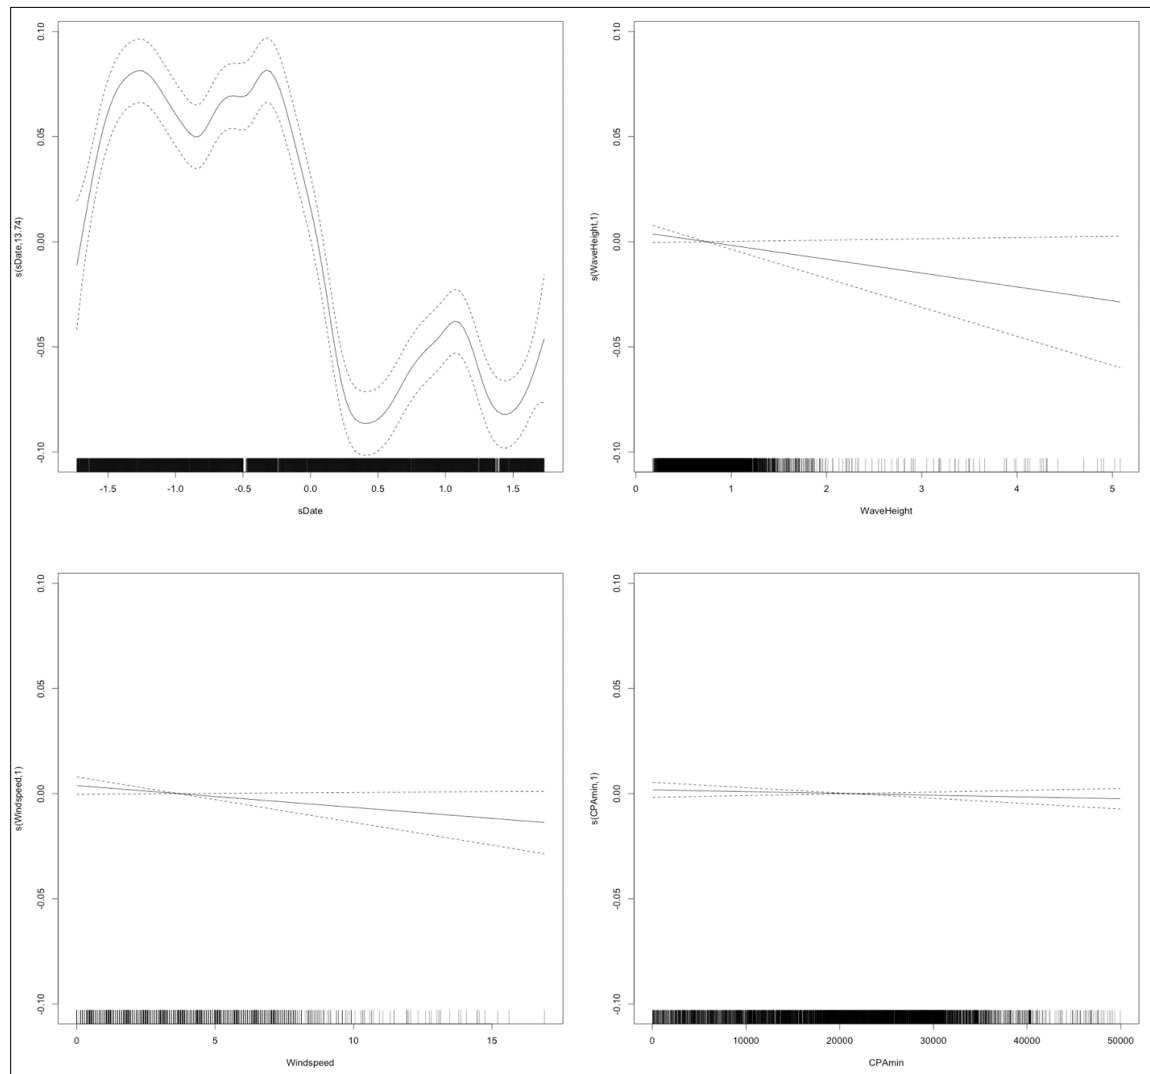 s(sDate,13.74)
0.10
0.05
0.00
-0.05
-0.10
-1.5 -1.0 -0.5 0.0 0.5 1.0 1.5
sDate
s(WaveHeight,1)
0.10
0.05
0.00
-0.05
-0.10
0 1 2 3 4 5
WaveHeight
s(Windspeed,1)
0.10
0.05
0.00
-0.05
-0.10
0 5 10 15
Windspeed
s(CPAmin,1)
0.10
0.05
0.00
-0.05
-0.10
0 10000 20000 30000 40000 50000
CPAmin